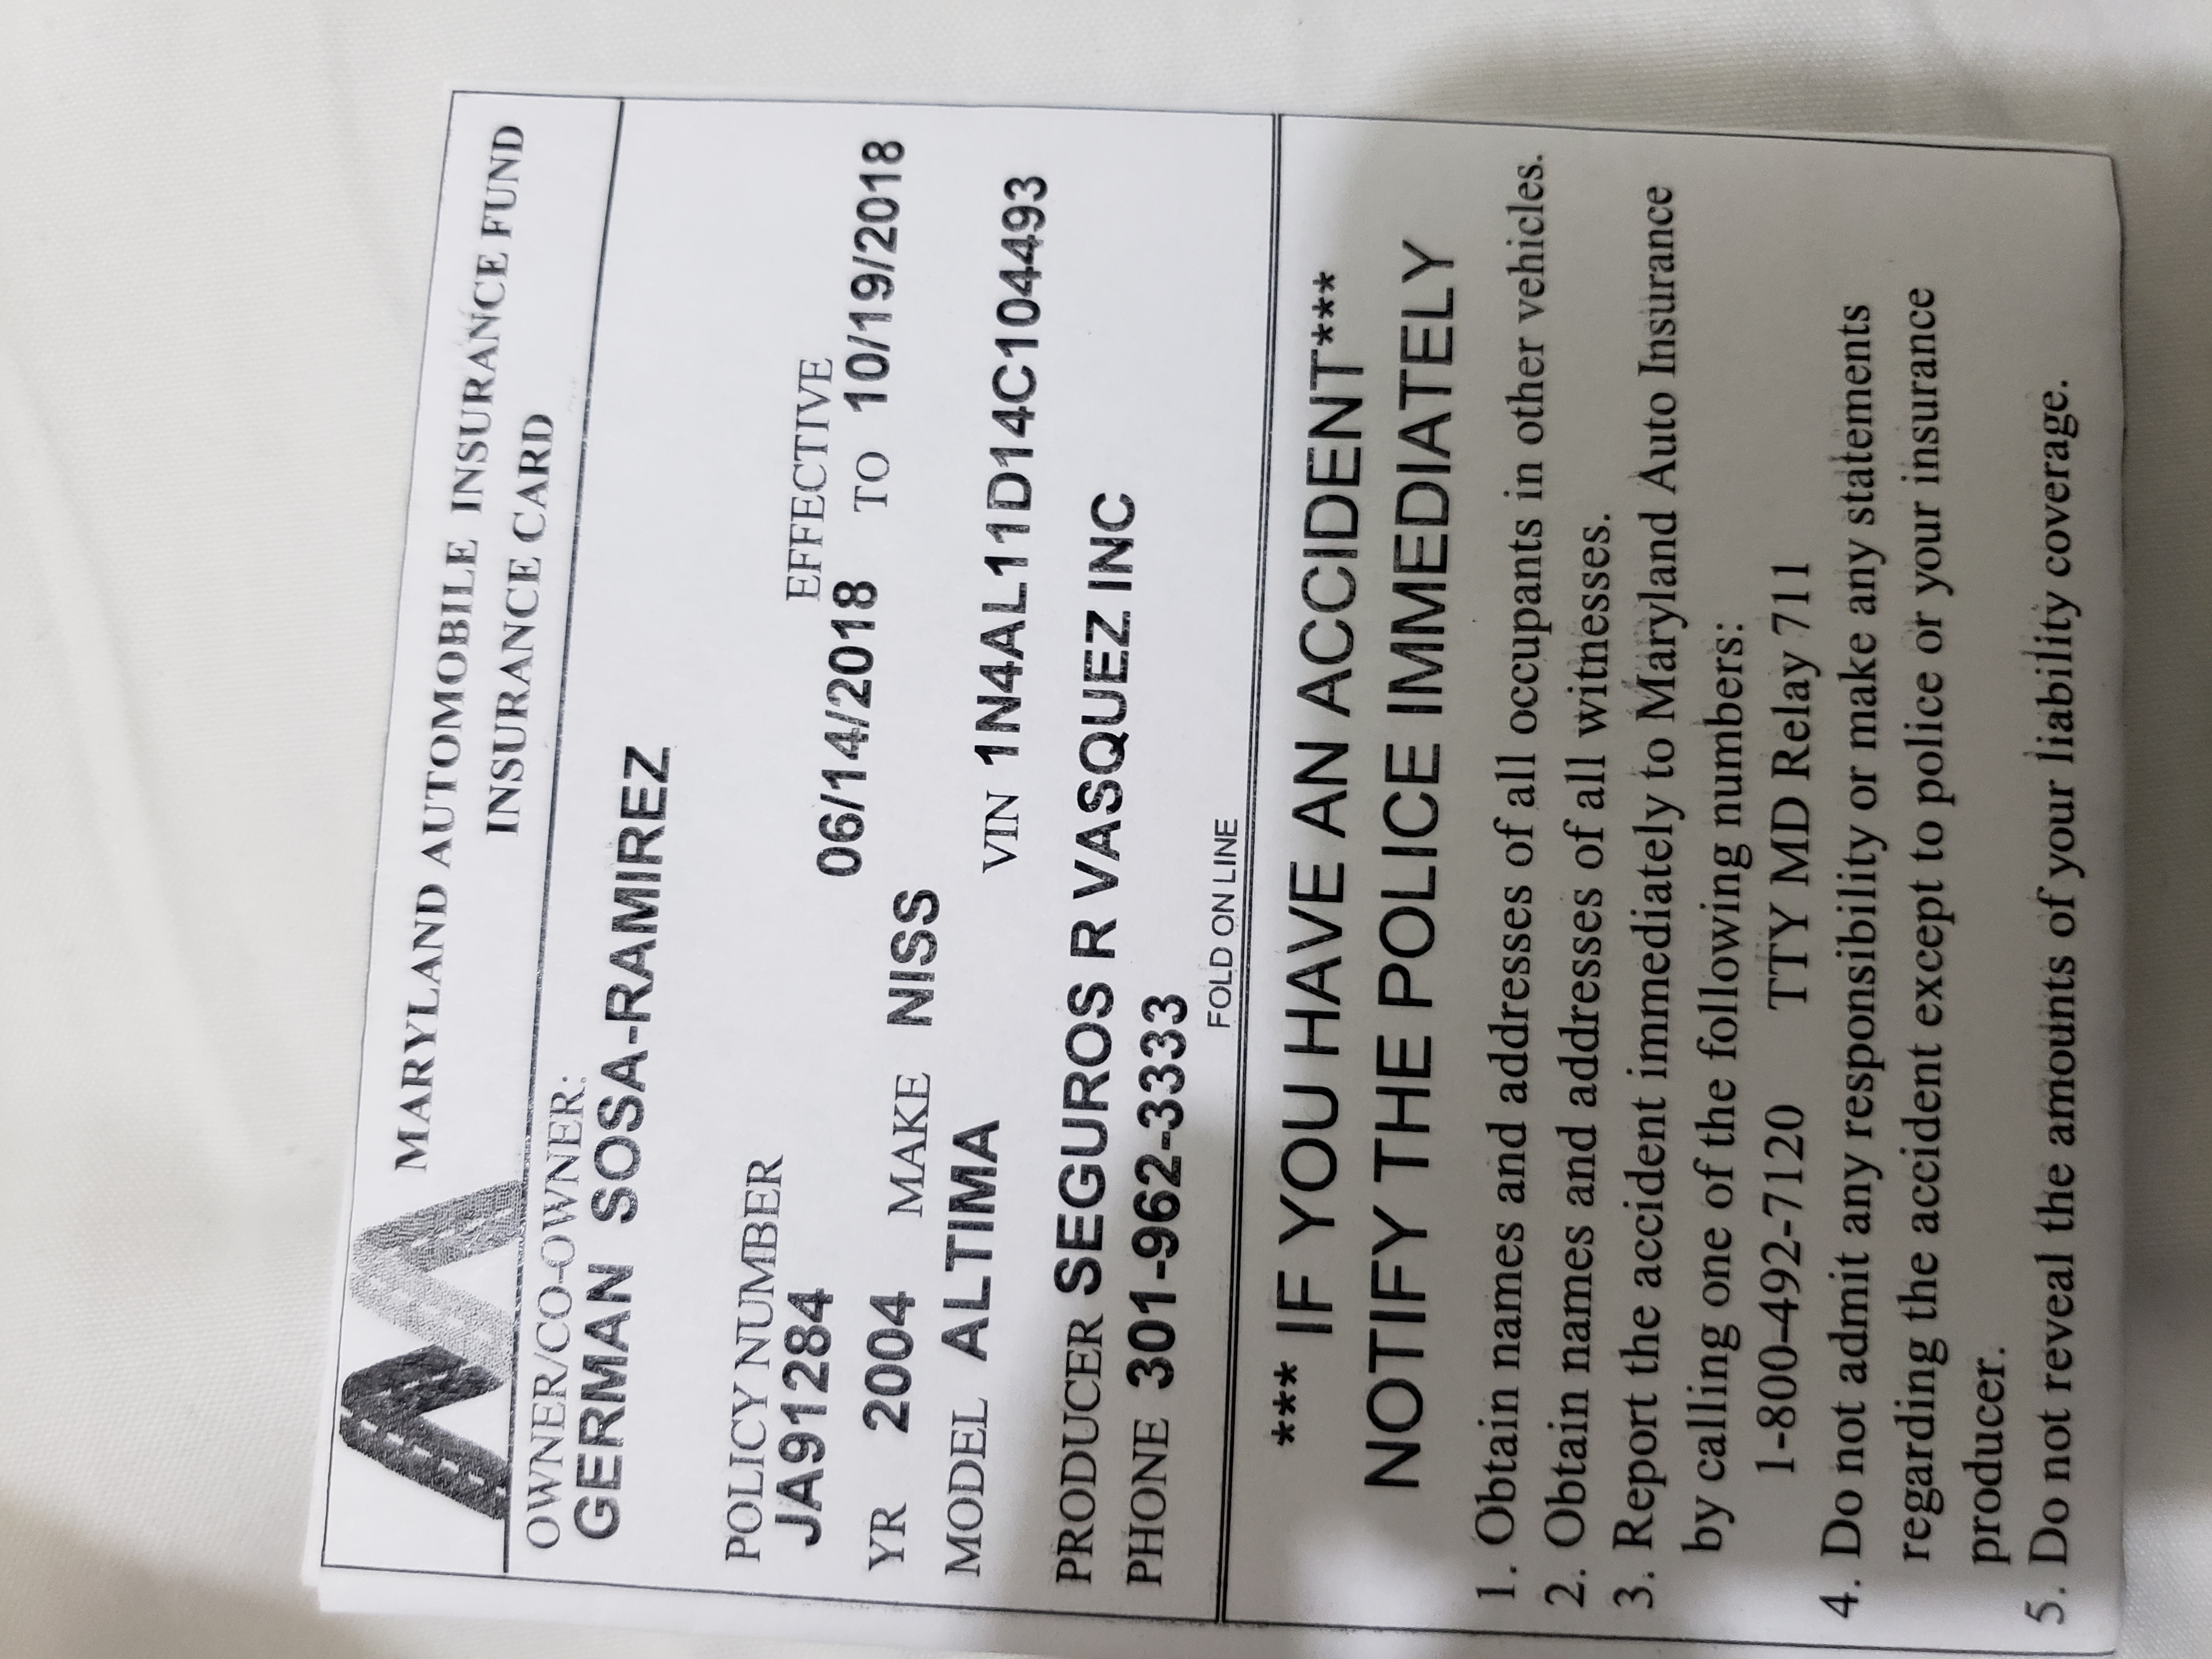 MARYLAND AUTOMOBILE INSURANCE FUND
INSURANCE CARD
OWNER/CO-OWNER:
GERMAN SOSA-RAMIREZ
POLICY NUMBER
JA91284
EFFECTIVE
06/14/2018 TO 10/19/2018
YR 2004 MAKE NISS
MODEL ALTIMA VIN 1N4AL11D14C104493
PRODUCER SEGUROS R VASQUEZ INC
PHONE 301-962-3333
FOLD ON LINE
*** IF YOU HAVE AN ACCIDENT***
NOTIFY THE POLICE IMMEDIATELY
1. Obtain names and addresses of all occupants in other vehicles.
2. Obtain names and addresses of all witnesses.
3. Report the accident immediately to Maryland Auto Insurance
by calling one of the following numbers:
1-800-492-7120 TTY MD Relay 711
4. Do not admit any responsibility or make any statements
regarding the accident except to police or your insurance
producer.
5. Do not reveal the amounts of your liability coverage.